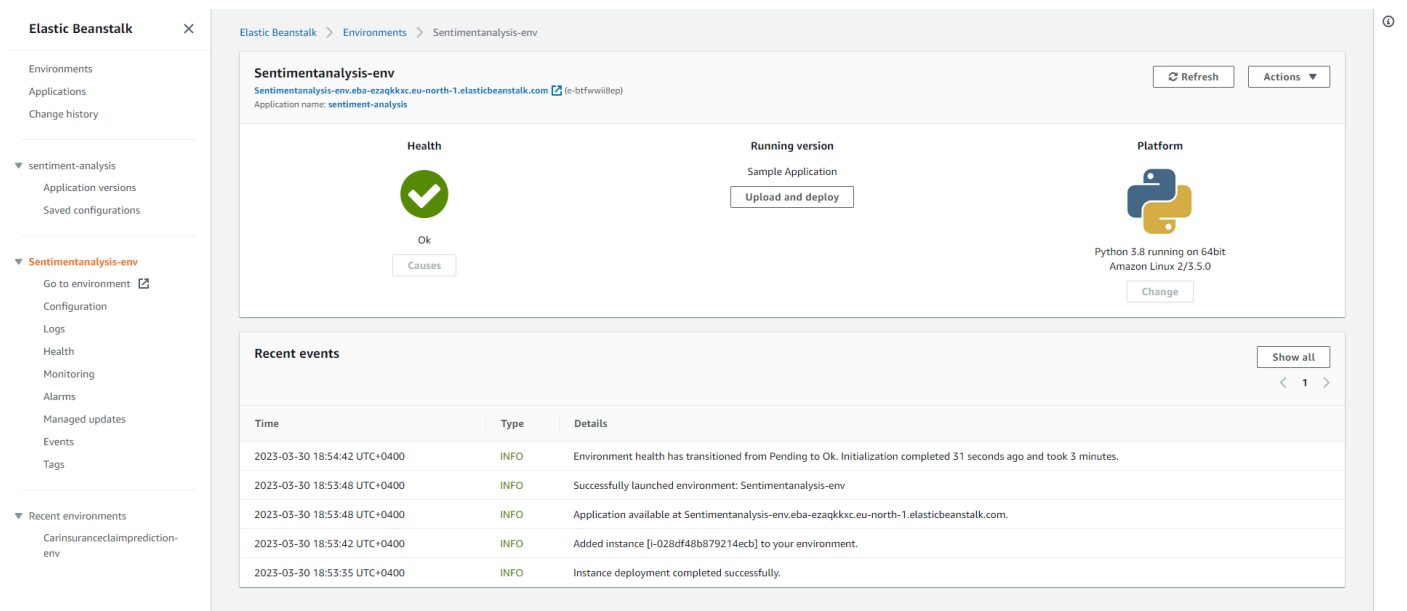 Elastic Beanstalk
Environments
Applications
Change history
sentiment-analysis
Application versions
Saved configurations
Sentimentanalysis-env
Go to environment
Configuration
Logs
Health
Monitoring
Alarms
Managed updates
Events
Tags
Recent environments
Carinsuranceclaimprediction-
env
Elastic Beanstalk > Environments > Sentimentanalysis-env
Sentimentanalysis-env
Sentimentanalysis-env.eba-ezaqkkxc.eu-north-1.elasticbeanstalk.com (e-btfwwii8ep)
Application name: sentiment-analysis
Refresh
Actions
Health
Ok
Causes
Running version
Sample Application
Upload and deploy
Platform
Python 3.8 running on 64bit
Amazon Linux 2/3.5.0
Change
Recent events
Show all
< 1 >
Time Type Details
2023-03-30 18:54:42 UTC+0400 INFO Environment health has transitioned from Pending to Ok. Initialization completed 31 seconds ago and took 3 minutes.
2023-03-30 18:53:48 UTC+0400 INFO Successfully launched environment: Sentimentanalysis-env
2023-03-30 18:53:48 UTC+0400 INFO Application available at Sentimentanalysis-env.eba-ezaqkkxc.eu-north-1.elasticbeanstalk.com.
2023-03-30 18:53:42 UTC+0400 INFO Added instance [i-028df48b879214ecb] to your environment.
2023-03-30 18:53:35 UTC+0400 INFO Instance deployment completed successfully.